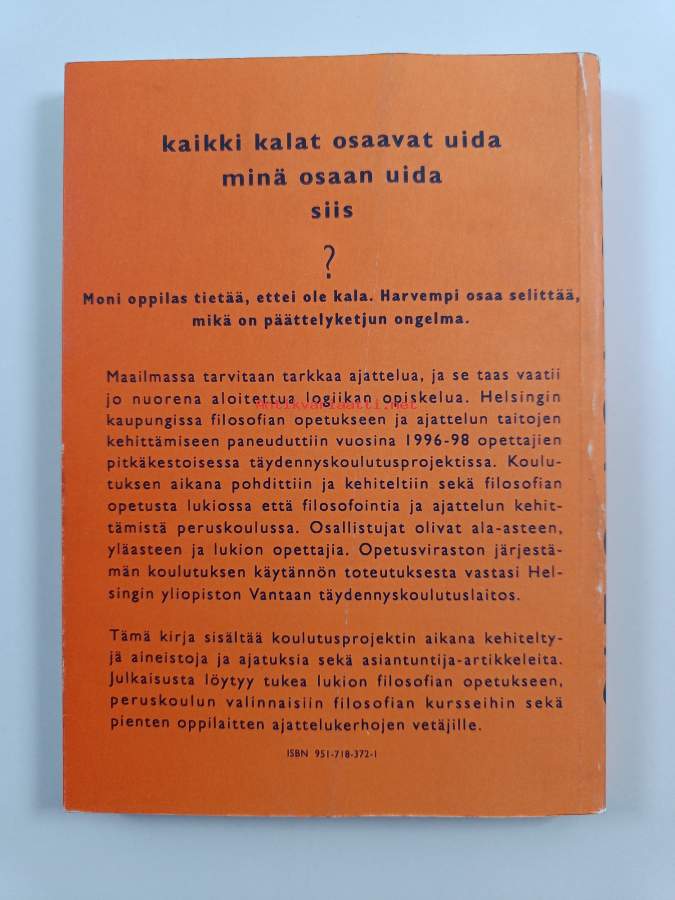 kaikki kalat osaavat uida
minä osaan uida
siis
?
Moni oppilas tietää, ettei ole kala. Harvempi osaa selittää,
mikä on päättelyketjun ongelma.
Maailmassa tarvitaan tarkkaa ajattelua, ja se taas vaatii
jo nuorena aloitettua logiikan opiskelua. Helsingin
Antikvariaatti.net
kaupungissa filosofian opetukseen ja ajattelun taitojen
kehittämiseen paneuduttiin vuosina 1996-98 opettajien
pitkäkestoisessa täydennyskoulutusprojektissa. Koulu-
tuksen aikana pohdittiin ja kehiteltiin sekä filosofian
opetusta lukiossa että filosofointia ja ajattelun kehit-
tämistä peruskoulussa. Osallistujat olivat ala-asteen,
yläasteen ja lukion opettajia. Opetusviraston järjestä-
män koulutuksen käytännön toteutuksesta vastasi Hel-
singin yliopiston Vantaan täydennyskoulutuslaitos.
Tämä kirja sisältää koulutusprojektin aikana kehitelty-
jä aineistoja ja ajatuksia sekä asiantuntija-artikkeleita.
Julkaisusta löytyy tukea lukion filosofian opetukseen,
peruskoulun valinnaisiin filosofian kursseihin sekä
pienten oppilaitten ajattelukerhojen vetäjille.
ISBN 951-718-372-1